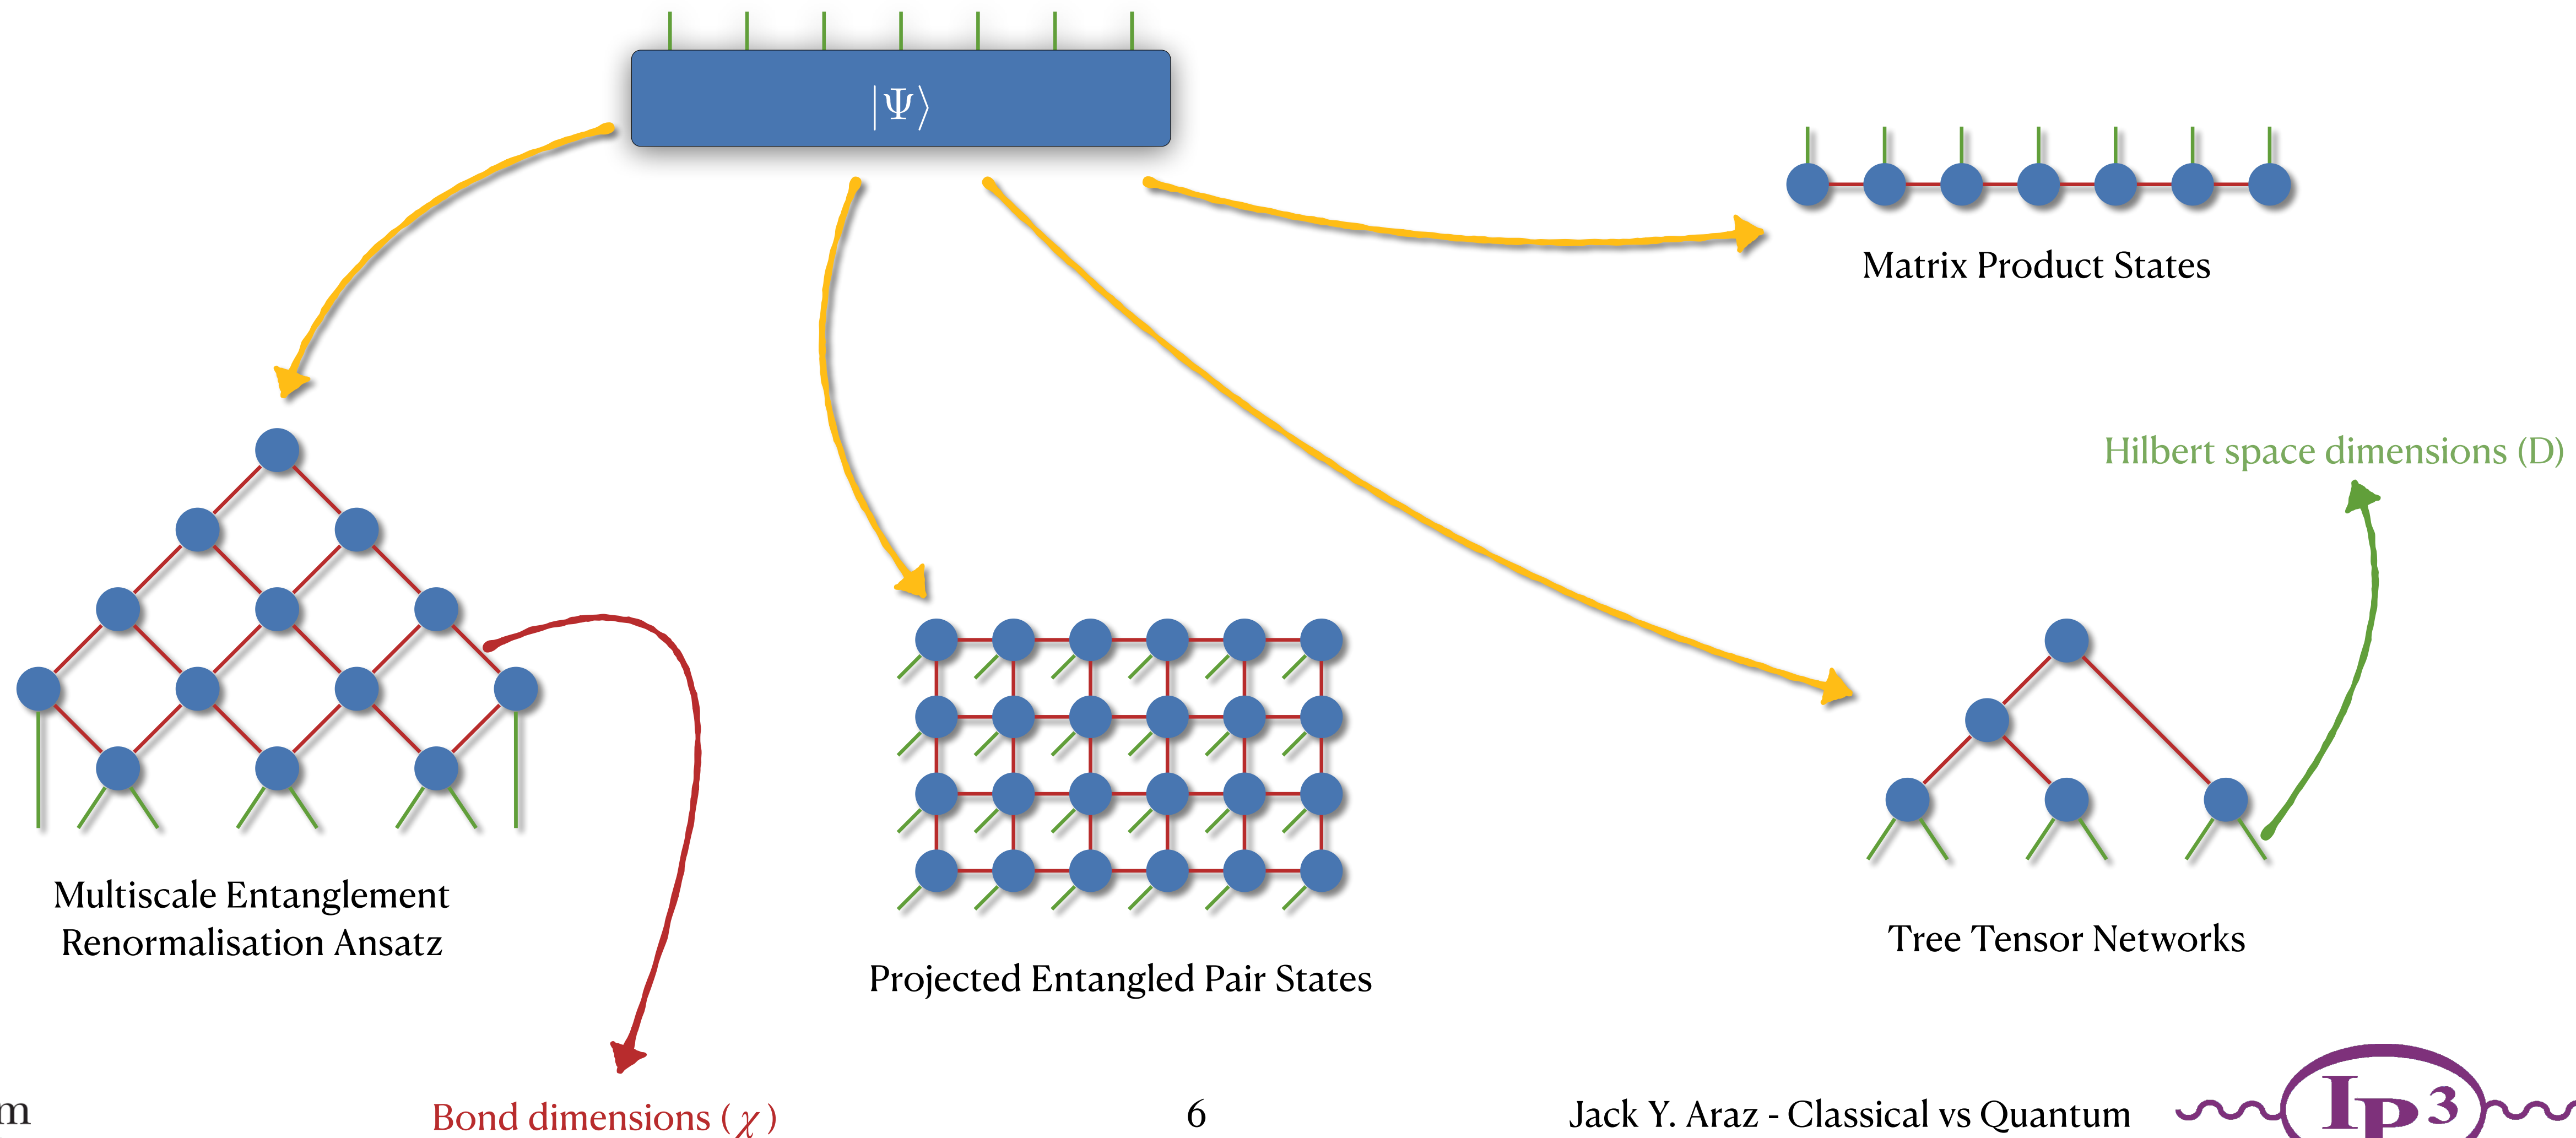 |Ψ⟩
Matrix Product States
Hilbert space dimensions (D)
Multiscale Entanglement
Renormalisation Ansatz
Projected Entangled Pair States
Tree Tensor Networks
Bond dimensions (χ)
m
6
Jack Y. Araz - Classical vs Quantum
IP3